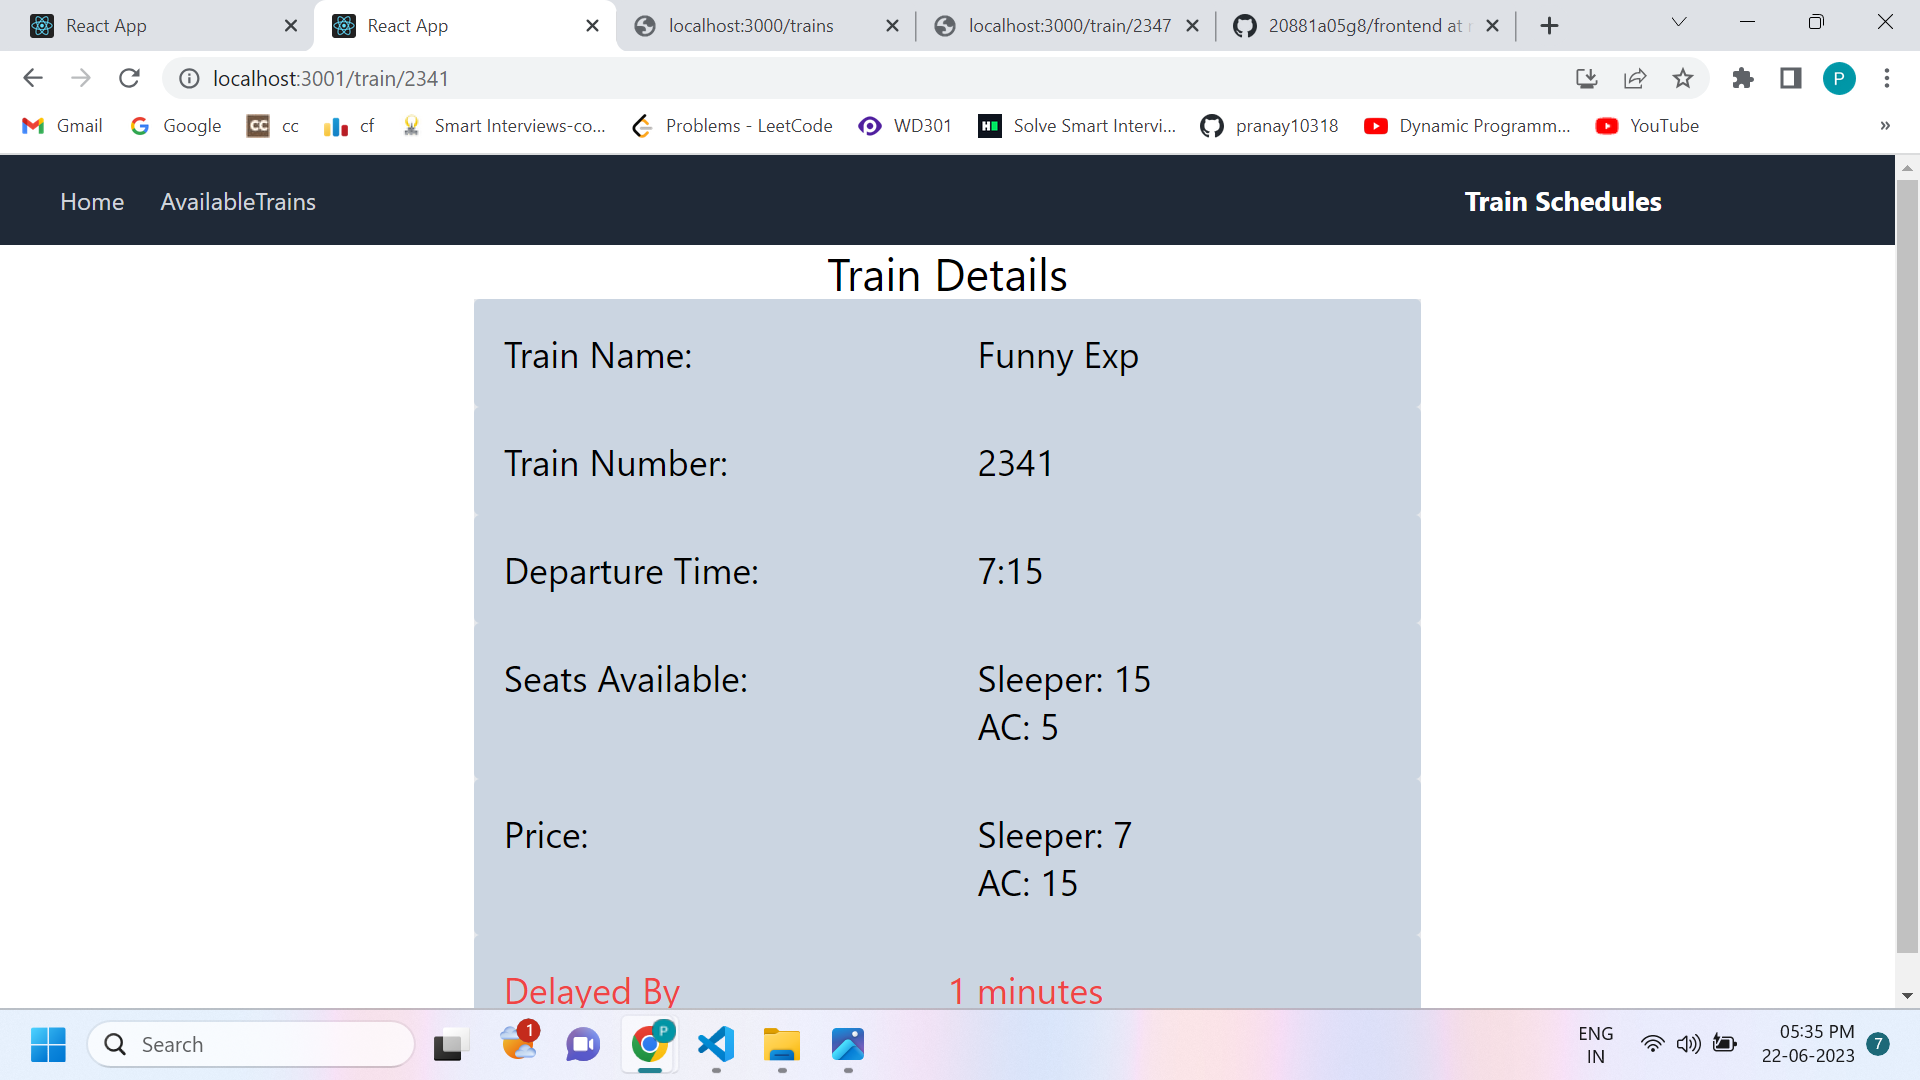 React App
React App
localhost:3000/trains
localhost:3000/train/2347
20881a05g8/frontend at
localhost:3001/train/2341
P
Gmail
Google
CC cc
cf
Smart Interviews-co...
Problems - LeetCode
WD301
H Solve Smart Intervi...
pranay10318
Dynamic Programm...
YouTube
»
Home
AvailableTrains
Train Schedules
Train Details
Train Name: Funny Exp
Train Number: 2341
Departure Time: 7:15
Seats Available: Sleeper: 15
AC: 5
Price: Sleeper: 7
AC: 15
Delayed By 1 minutes
Search
1
P
ENG
IN
05:35 PM
22-06-2023
7